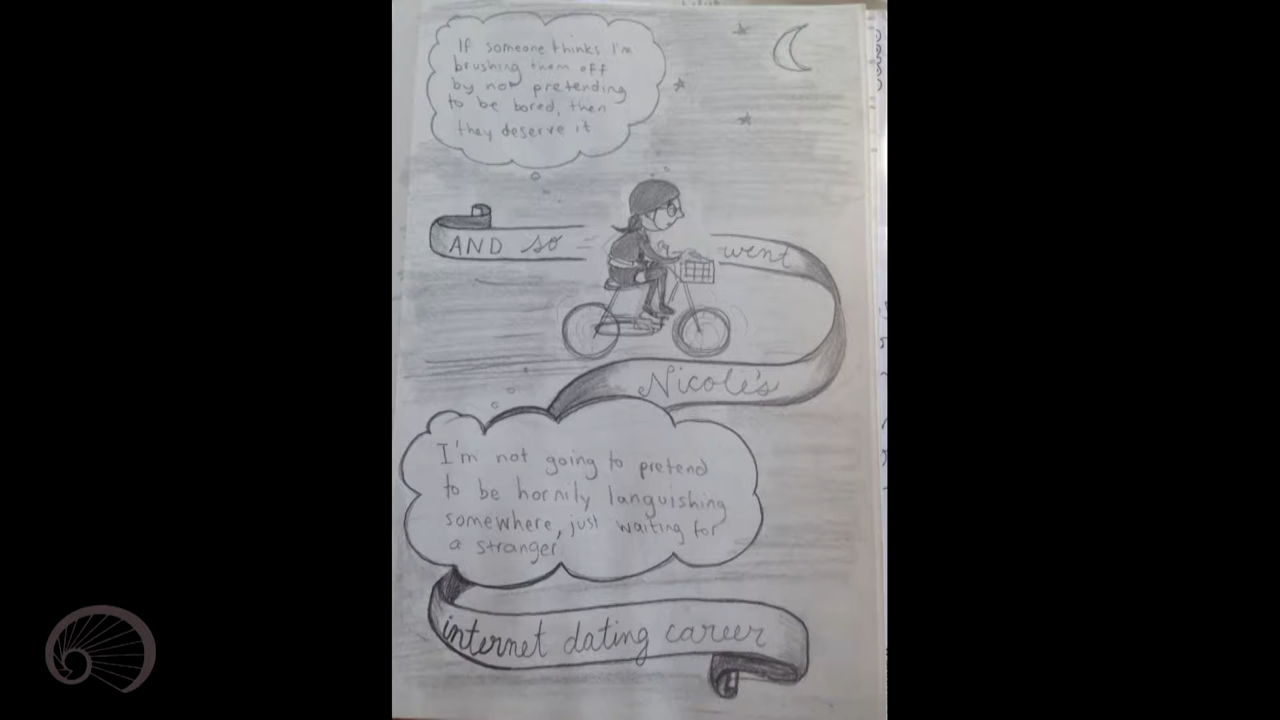 If someone thinks I'm
brushing them off
by not pretending
to be bored, then
they deserve it
AND so
went
Nicole's
I'm not going to pretend
to be hornily languishing
somewhere, just waiting for
a stranger
internet dating career